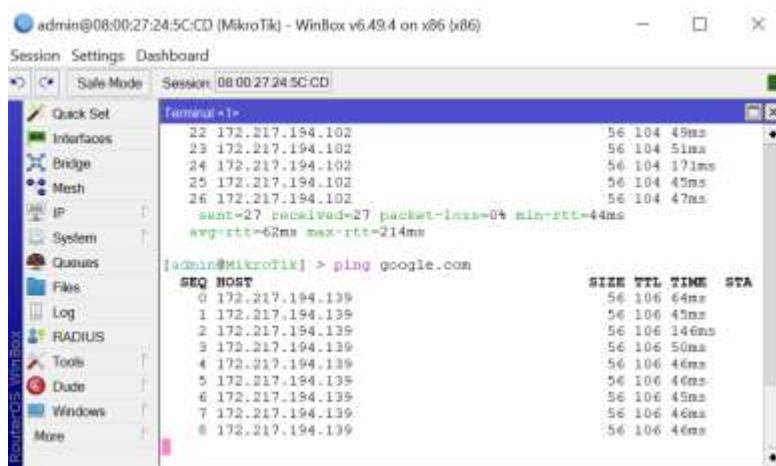 admin@08:00:27:24:5C:CD (MikroTik) - WinBox v6.49.4 on x86 (x86)
Session Settings Dashboard
Safe Mode Session: 08:00:27:24:5C:CD
Quick Set
Interfaces
Bridge
Mesh
IP
System
Queues
Files
Log
RADIUS
Tools
Dude
Windows
More
RouterOS WinBox
Terminal <1>
22 172.217.194.102 56 104 49ms
23 172.217.194.102 56 104 51ms
24 172.217.194.102 56 104 171ms
25 172.217.194.102 56 104 45ms
26 172.217.194.102 56 104 47ms
sent=27 received=27 packet-loss=0% min-rtt=44ms
avg-rtt=62ms max-rtt=214ms
[admin@MikroTik] > ping google.com
SEQ HOST SIZE TTL TIME STA
0 172.217.194.139 56 106 64ms
1 172.217.194.139 56 106 45ms
2 172.217.194.139 56 106 146ms
3 172.217.194.139 56 106 50ms
4 172.217.194.139 56 106 46ms
5 172.217.194.139 56 106 46ms
6 172.217.194.139 56 106 45ms
7 172.217.194.139 56 106 46ms
8 172.217.194.139 56 106 46ms